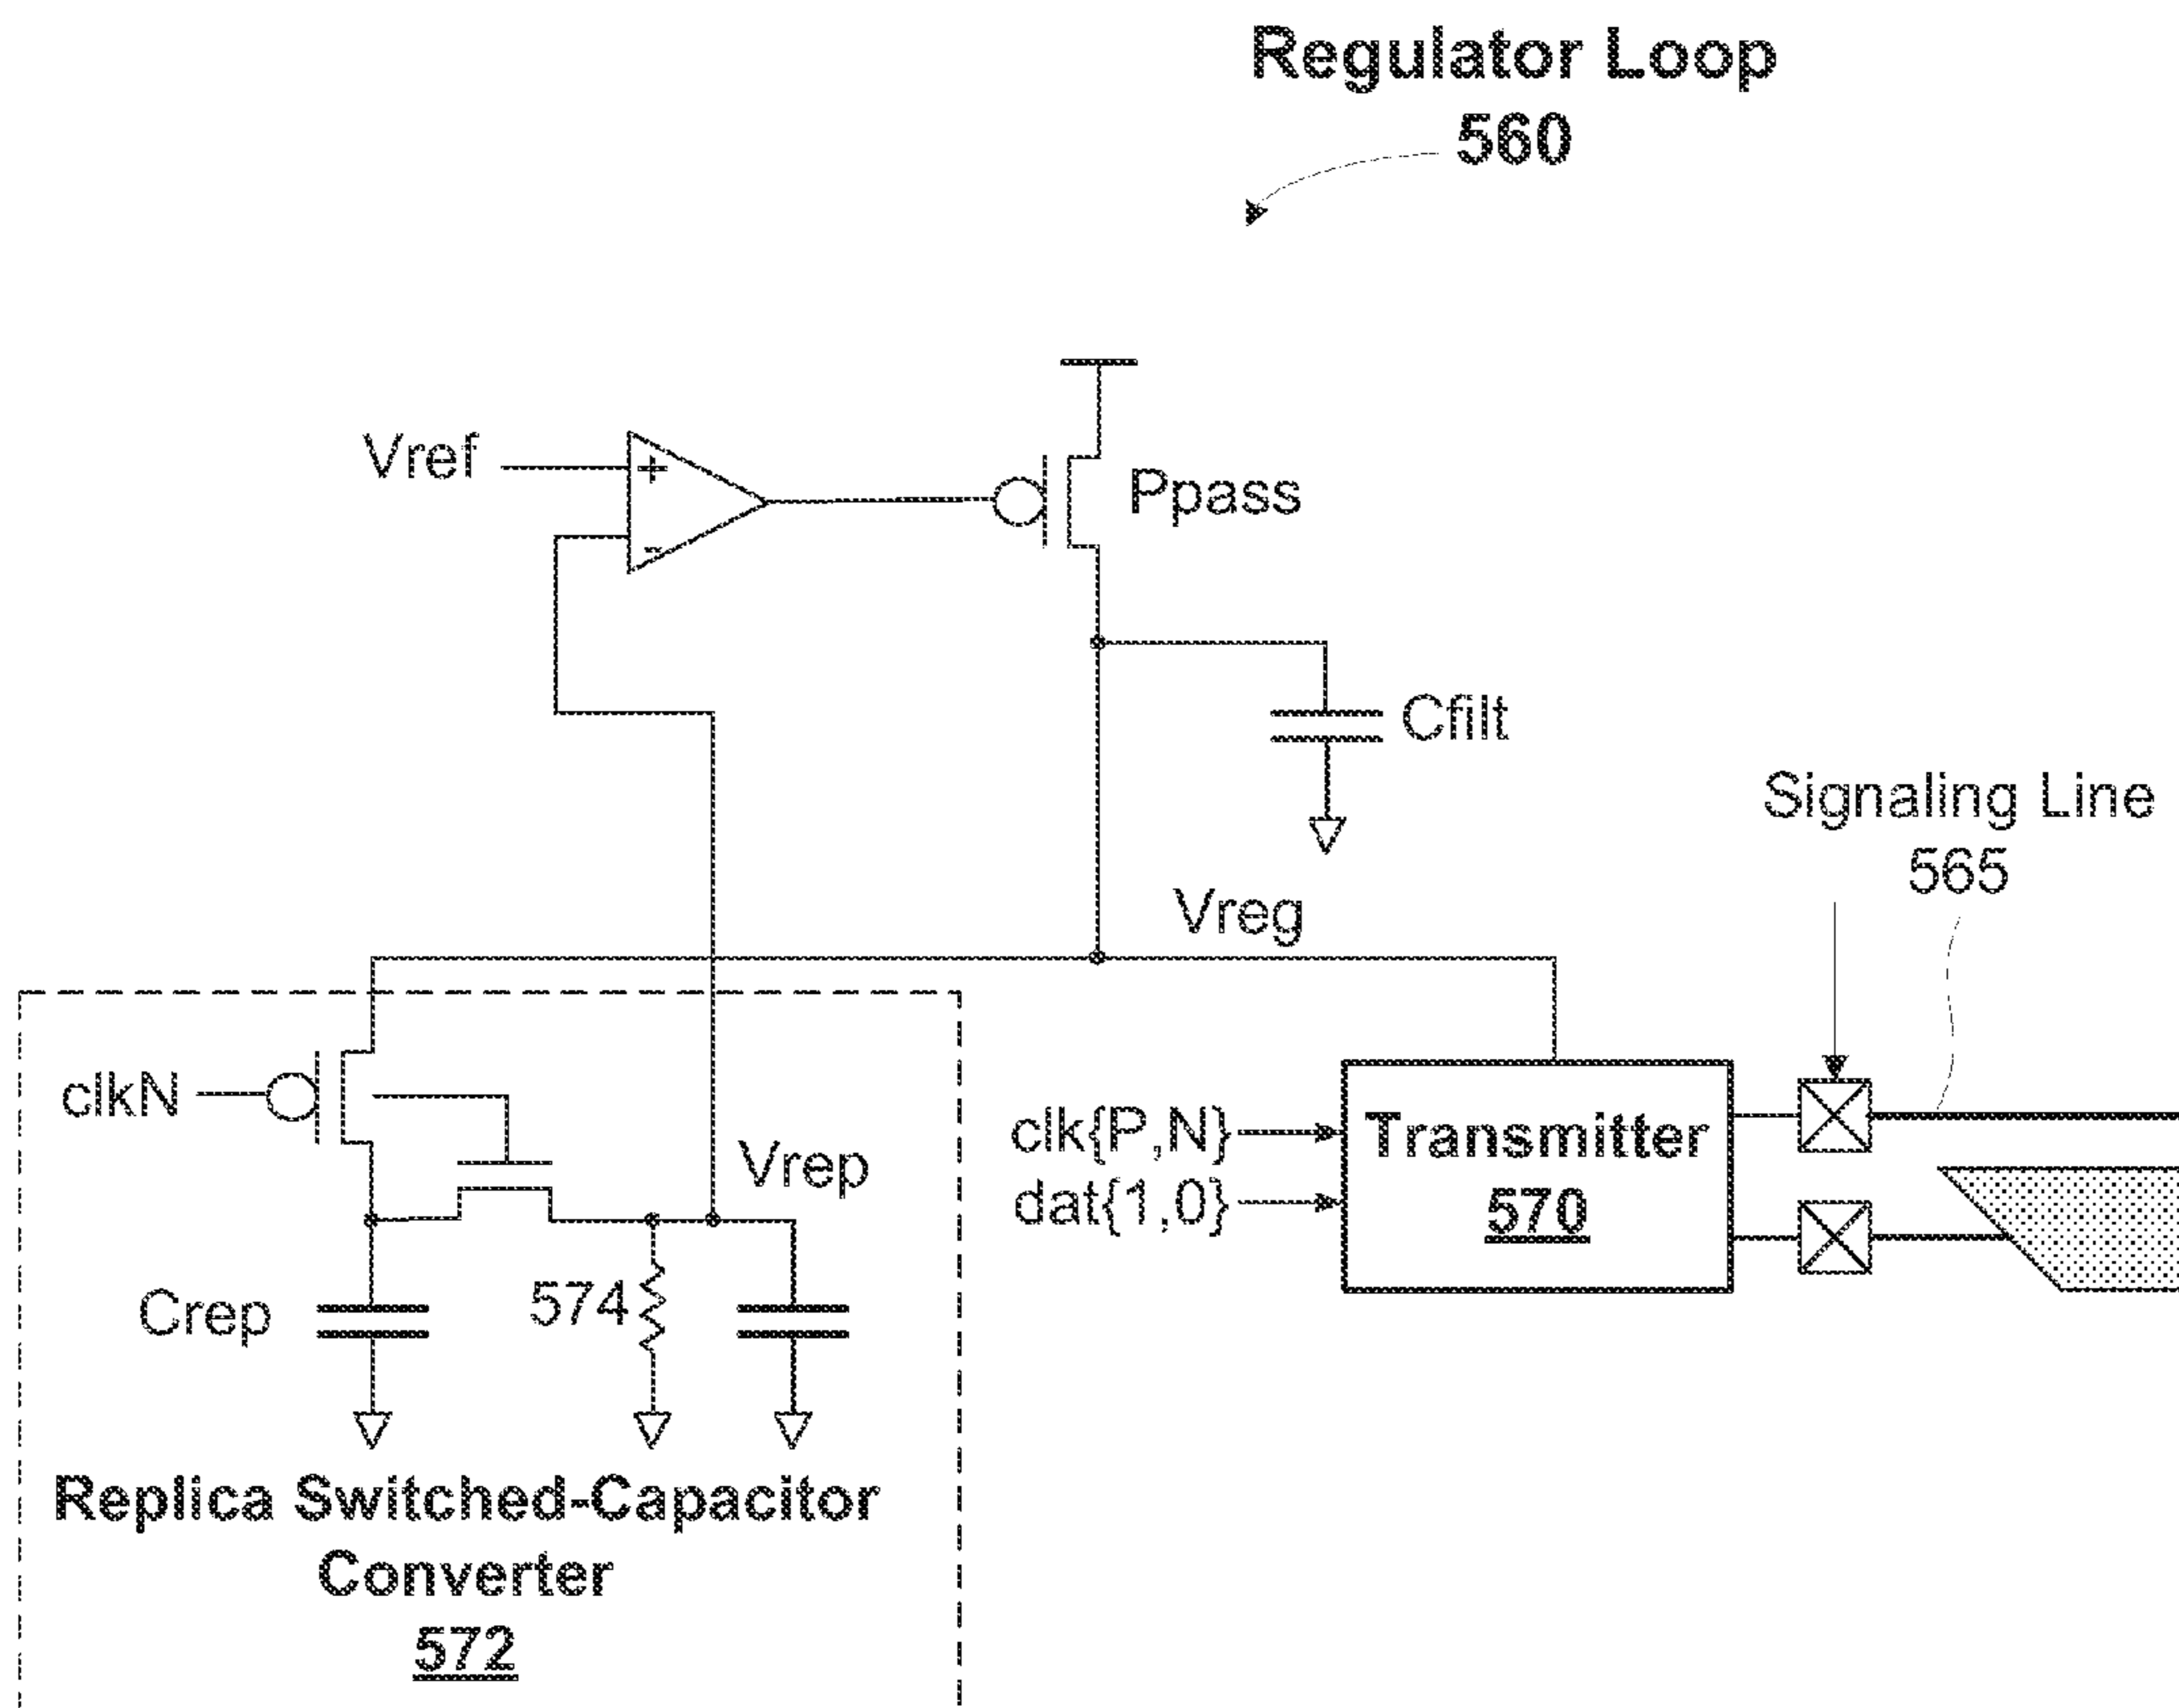 Regulator Loop
560
Vref
+
-
Ppass
Cfilt
Signaling Line
565
Vreg
clkN
Vrep
clk{P,N}
dat{1,0}
Transmitter
570
Crep
574
Replica Switched-Capacitor
Converter
572